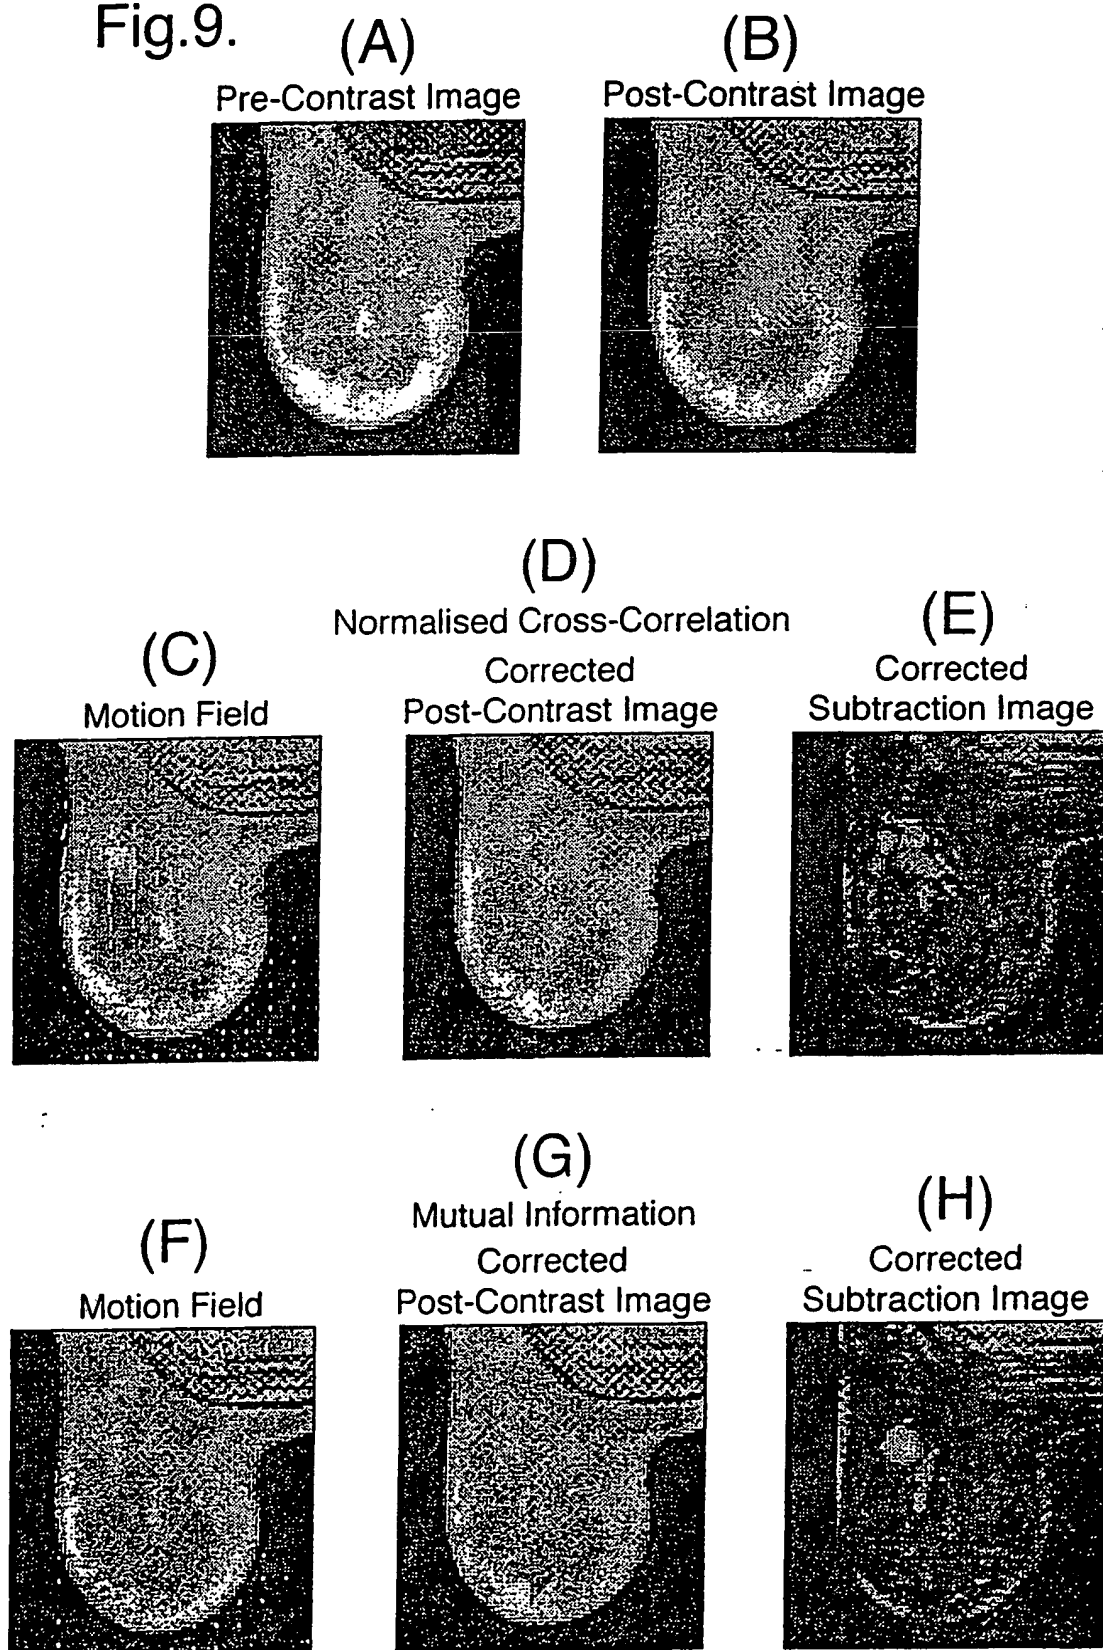 Fig.9.
(A)
Pre-Contrast Image
(B)
Post-Contrast Image
(C)
Motion Field
(D)
Normalised Cross-Correlation
Corrected
Post-Contrast Image
(E)
Corrected
Subtraction Image
(F)
Motion Field
(G)
Mutual Information
Corrected
Post-Contrast Image
(H)
Corrected
Subtraction Image